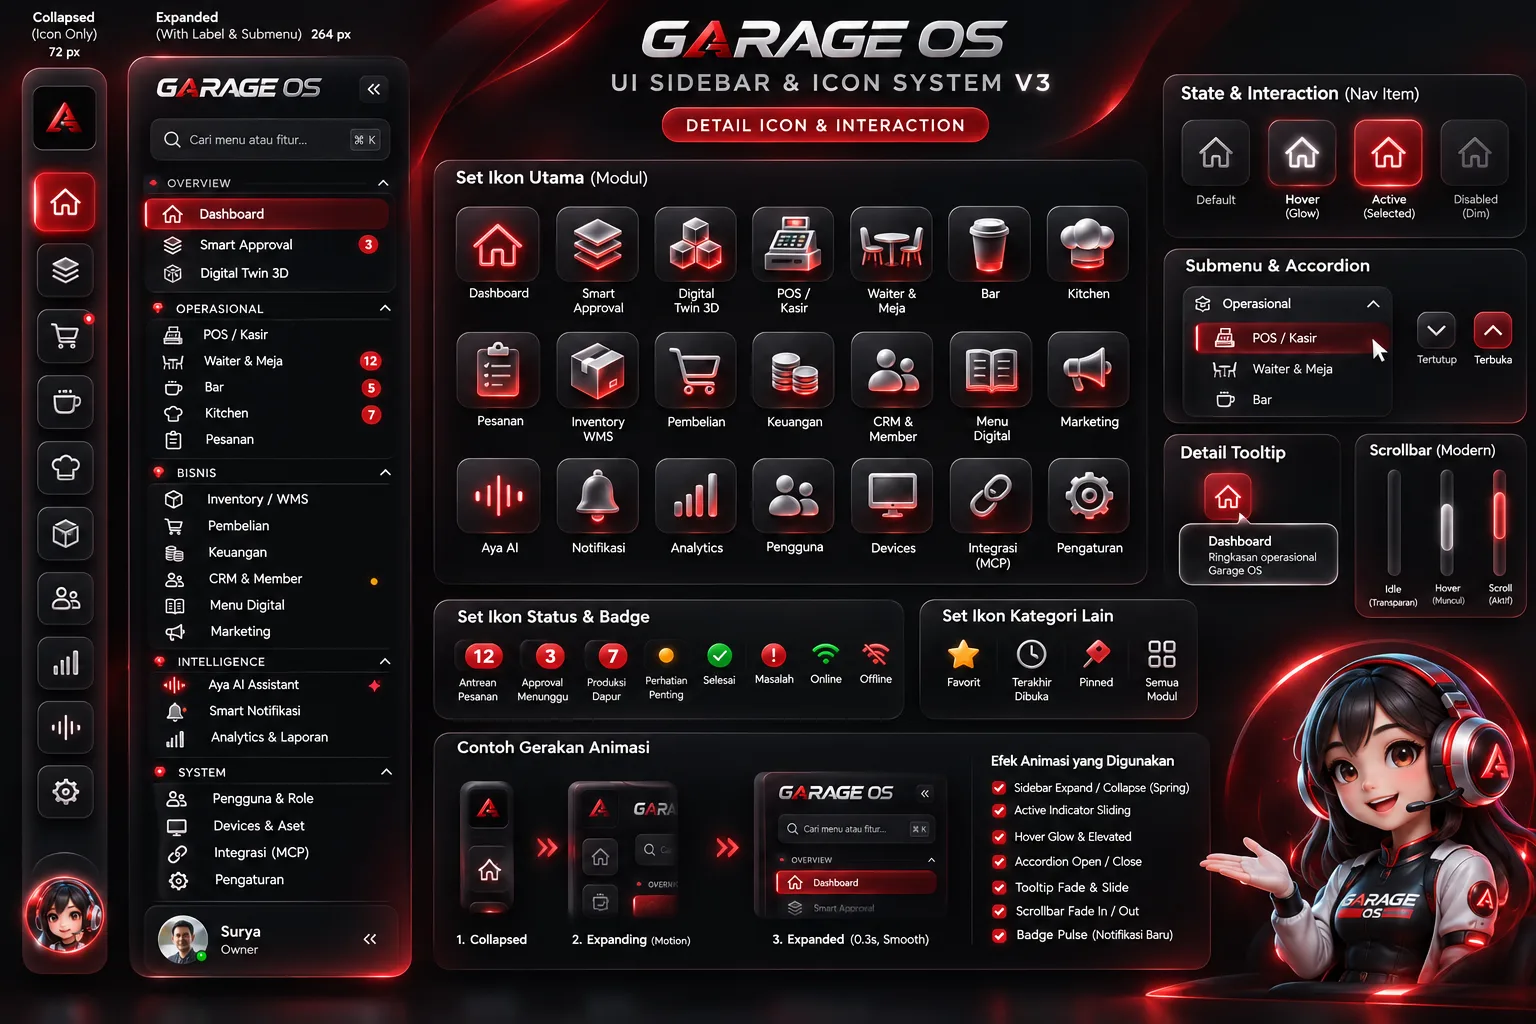 Collapsed
(Icon Only)
72 px
Expanded
(With Label & Submenu) 264 px
GARAGE OS
Cari menu atau fitur...
⌘ K
OVERVIEW
Dashboard
Smart Approval
3
Digital Twin 3D
OPERASIONAL
POS / Kasir
Waiter & Meja
12
Bar
5
Kitchen
7
Pesanan
BISNIS
Inventory / WMS
Pembelian
Keuangan
CRM & Member
Menu Digital
Marketing
INTELLIGENCE
Aya AI Assistant
Smart Notifikasi
Analytics & Laporan
SYSTEM
Pengguna & Role
Devices & Aset
Integrasi (MCP)
Pengaturan
Surya
Owner
GARAGE OS
UI SIDEBAR & ICON SYSTEM V3
DETAIL ICON & INTERACTION
Set Ikon Utama (Modul)
Dashboard
Smart
Approval
Digital
Twin 3D
POS /
Kasir
Waiter &
Meja
Bar
Kitchen
Pesanan
Inventory
WMS
Pembelian
Keuangan
CRM &
Member
Menu
Digital
Marketing
Aya AI
Notifikasi
Analytics
Pengguna
Devices
Integrasi
(MCP)
Pengaturan
Set Ikon Status & Badge
12
Antrean
Pesanan
3
Approval
Menunggu
7
Produksi
Dapur
Perhatian
Penting
Selesai
Masalah
Online
Offline
Set Ikon Kategori Lain
Favorit
Terakhir
Dibuka
Pinned
Semua
Modul
Contoh Gerakan Animasi
GARA
OVERVI
GARAGE OS
Cari menu atau fitur...
⌘ K
OVERVIEW
Dashboard
Smart Approval
1. Collapsed
2. Expanding (Motion)
3. Expanded (0.3s, Smooth)
Efek Animasi yang Digunakan
Sidebar Expand / Collapse (Spring)
Active Indicator Sliding
Hover Glow & Elevated
Accordion Open / Close
Tooltip Fade & Slide
Scrollbar Fade In / Out
Badge Pulse (Notifikasi Baru)
State & Interaction (Nav Item)
Default
Hover
(Glow)
Active
(Selected)
Disabled
(Dim)
Submenu & Accordion
Operasional
POS / Kasir
Waiter & Meja
Bar
Tertutup
Terbuka
Detail Tooltip
Dashboard
Ringkasan operasional
Garage OS
Scrollbar (Modern)
Idle
(Transparan)
Hover
(Muncul)
Scroll
(Aktif)
GARAGE
OS